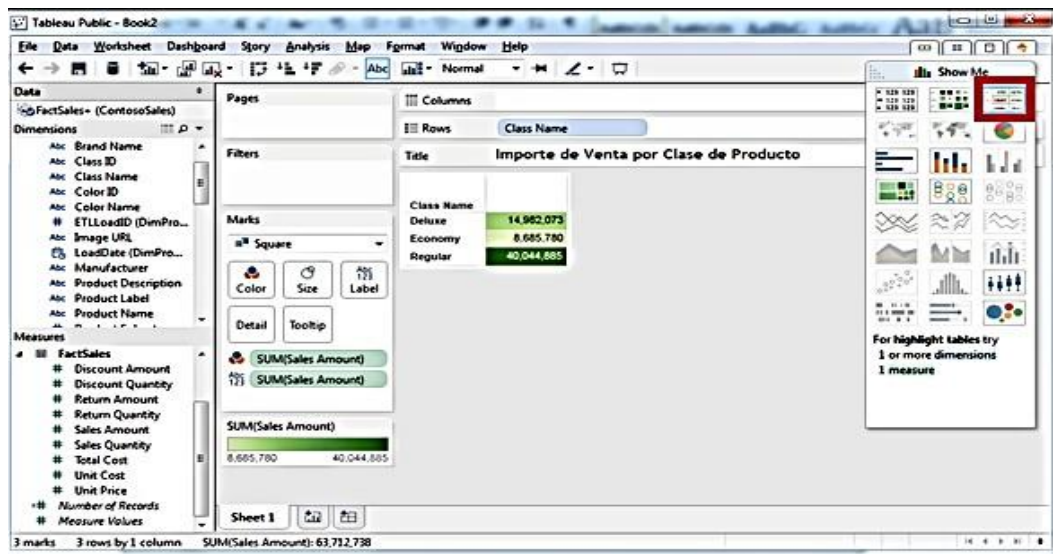 Tableau Public - Book2
File Data Worksheet Dashboard Story Analysis Map Format Window Help
Abc Normal
Show Me
Data
FactSales+ (ContosoSales)
Dimensions
Abc Brand Name
Abc Class ID
Abc Class Name
Abc Color ID
Abc Color Name
# ETLLoadID (DimPro...
Abc Image URL
LoadDate (DimPro...
Abc Manufacturer
Abc Product Description
Abc Product Label
Abc Product Name
Measures
FactSales
# Discount Amount
# Discount Quantity
# Return Amount
# Return Quantity
# Sales Amount
# Sales Quantity
# Total Cost
# Unit Cost
# Unit Price
# Number of Records
# Measure Values
Pages
Filters
Marks
Square
Color Size Label
Detail Tooltip
SUM(Sales Amount)
SUM(Sales Amount)
SUM(Sales Amount)
8,685,780 40,044,885
Columns
Rows Class Name
Title Importe de Venta por Clase de Producto
Class Name
Deluxe 14,982,073
Economy 8,685,780
Regular 40,044,885
For highlight tables try
1 or more dimensions
1 measure
Sheet 1
3 marks 3 rows by 1 column SUM(Sales Amount): 63,712,738